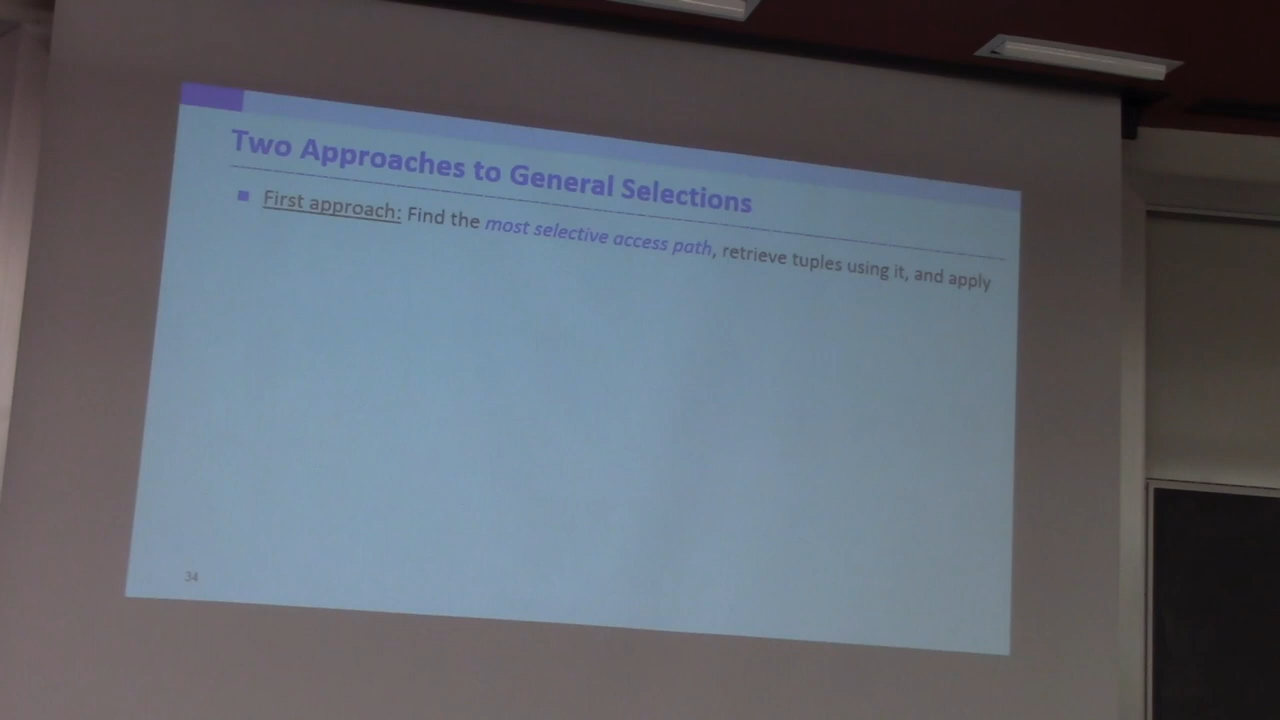 Two Approaches to General Selections
First approach: Find the most selective access path, retrieve tuples using it, and apply
34